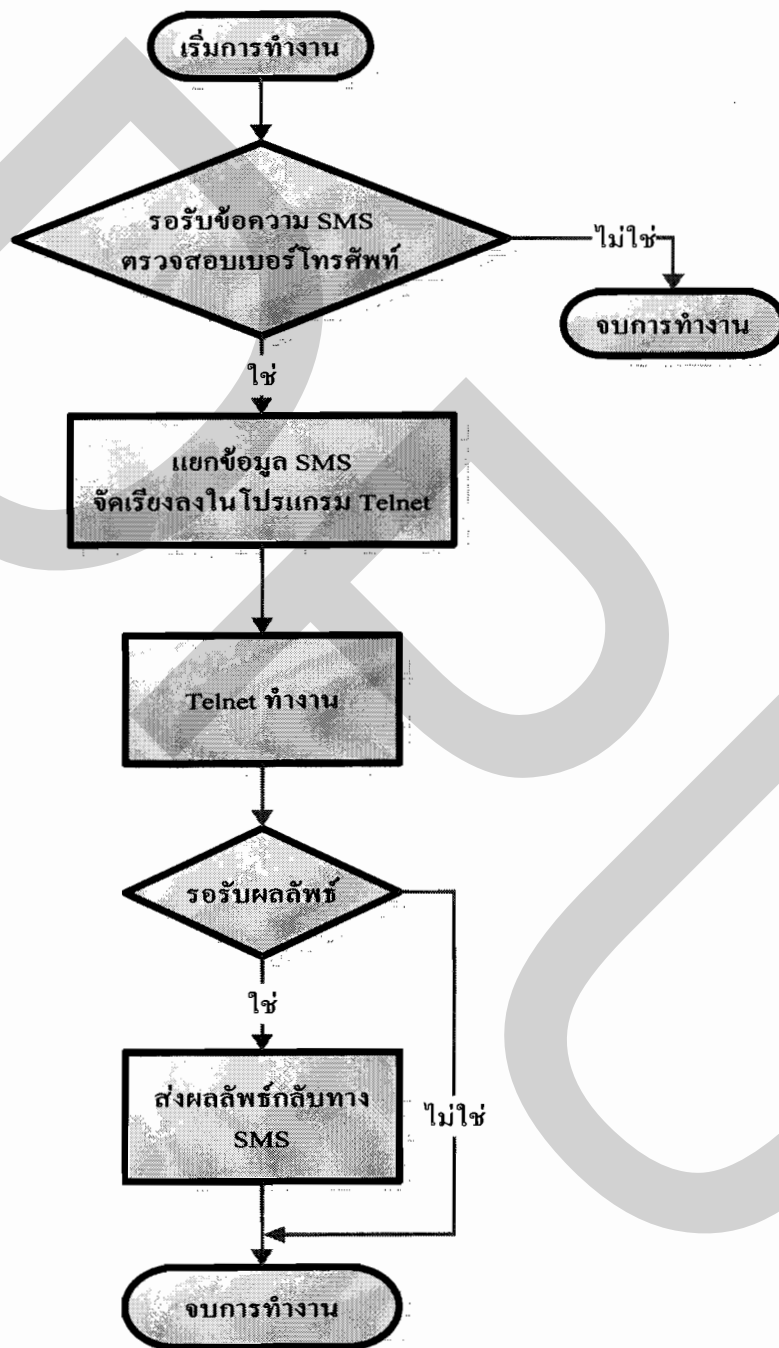 เริ่มการทำงาน
รอรับข้อความ SMS
ตรวจสอบเบอร์โทรศัพท์
ไม่ใช่
จบการทำงาน
ใช่
แยกข้อมูล SMS
จัดเรียงลงในโปรแกรม Telnet
Telnet ทำงาน
รอรับผลลัพธ์
ใช่
ส่งผลลัพธ์กลับทาง
SMS
ไม่ใช่
จบการทำงาน